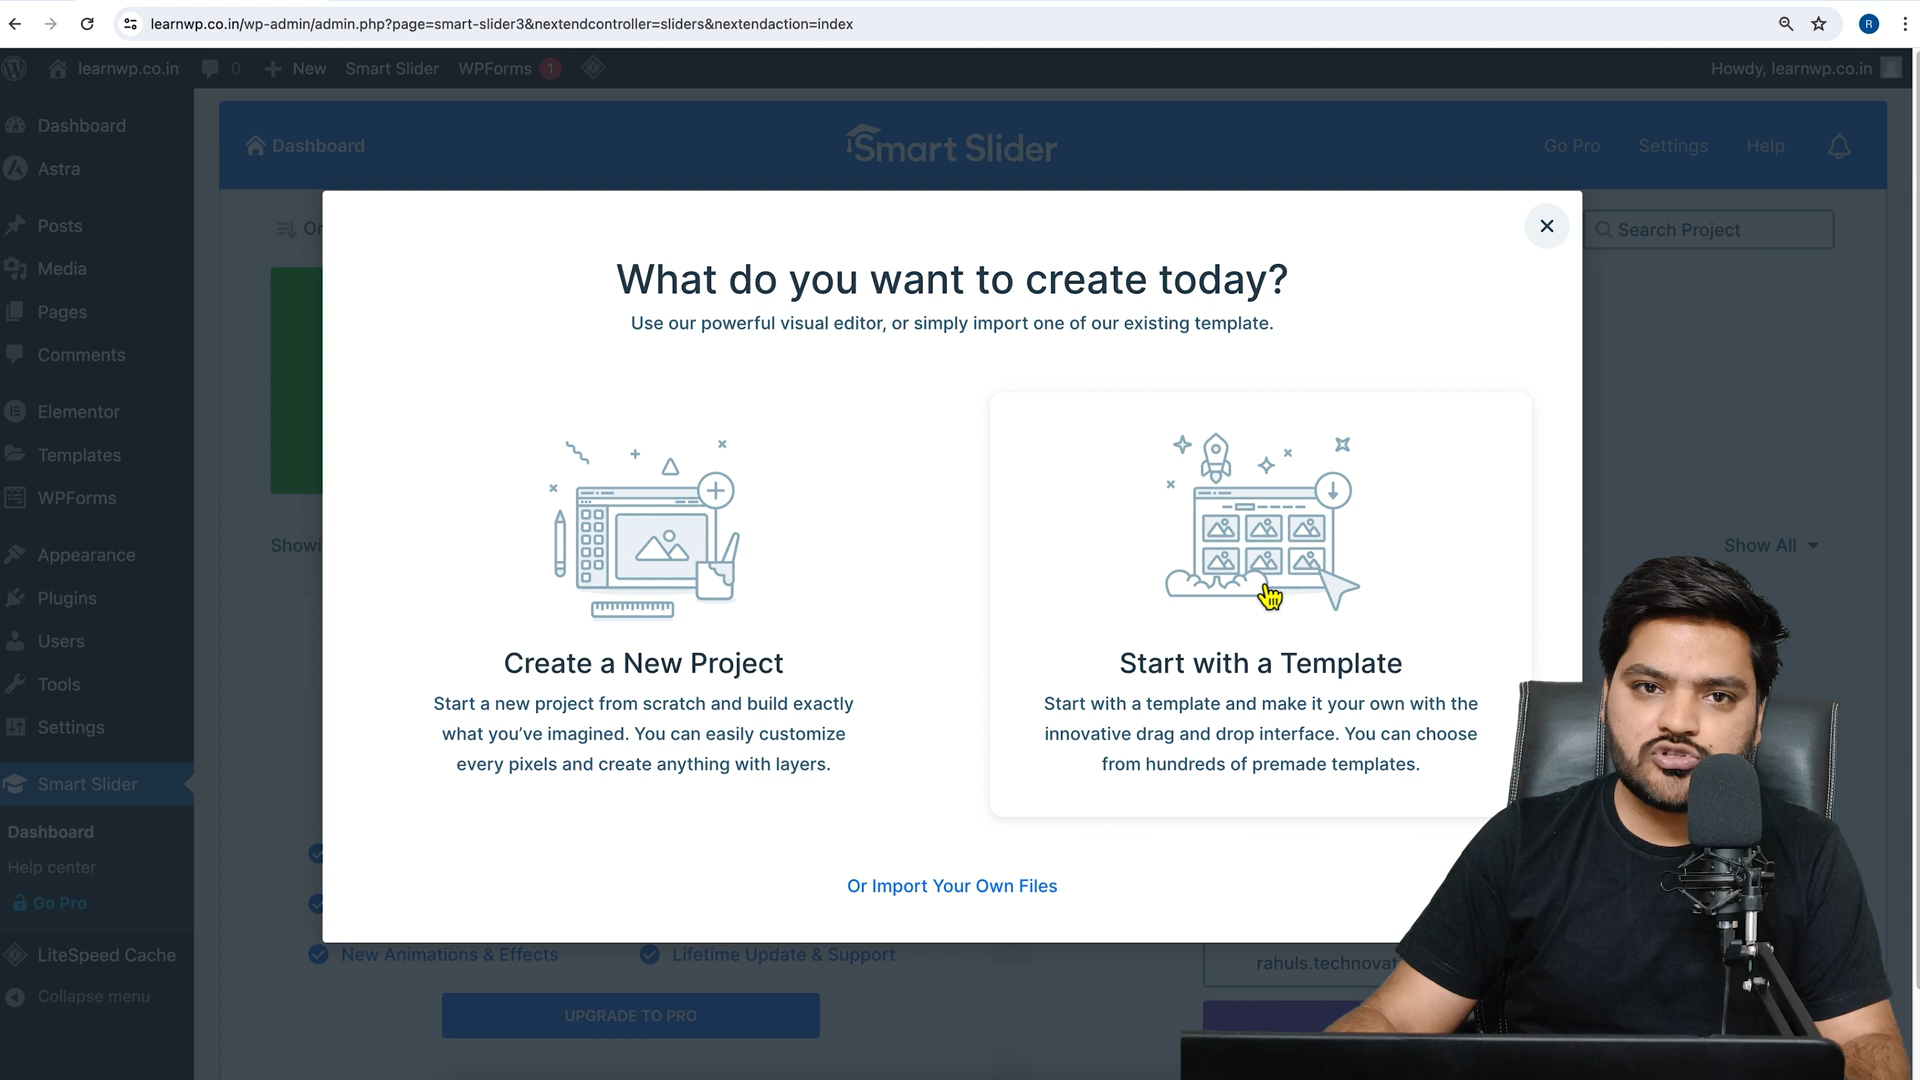 learnwp.co.in/wp-admin/admin.php?page=smart-slider3&nextendcontroller=sliders&nextendaction=index
R
learnwp.co.in
0
New
Smart Slider
WPForms
1
Howdy, learnwp.co.in
Dashboard
Astra
Posts
Media
Pages
Comments
Elementor
Templates
WPForms
Appearance
Plugins
Users
Tools
Settings
Smart Slider
Dashboard
Help center
Go Pro
LiteSpeed Cache
Collapse menu
Dashboard
Smart Slider
Go Pro
Settings
Help
Search Project
Show All
What do you want to create today?
Use our powerful visual editor, or simply import one of our existing template.
Create a New Project
Start a new project from scratch and build exactly
what you've imagined. You can easily customize
every pixels and create anything with layers.
Start with a Template
Start with a template and make it your own with the
innovative drag and drop interface. You can choose
from hundreds of premade templates.
Or Import Your Own Files
New Animations & Effects
Lifetime Update & Support
rahuls.technovat
UPGRADE TO PRO